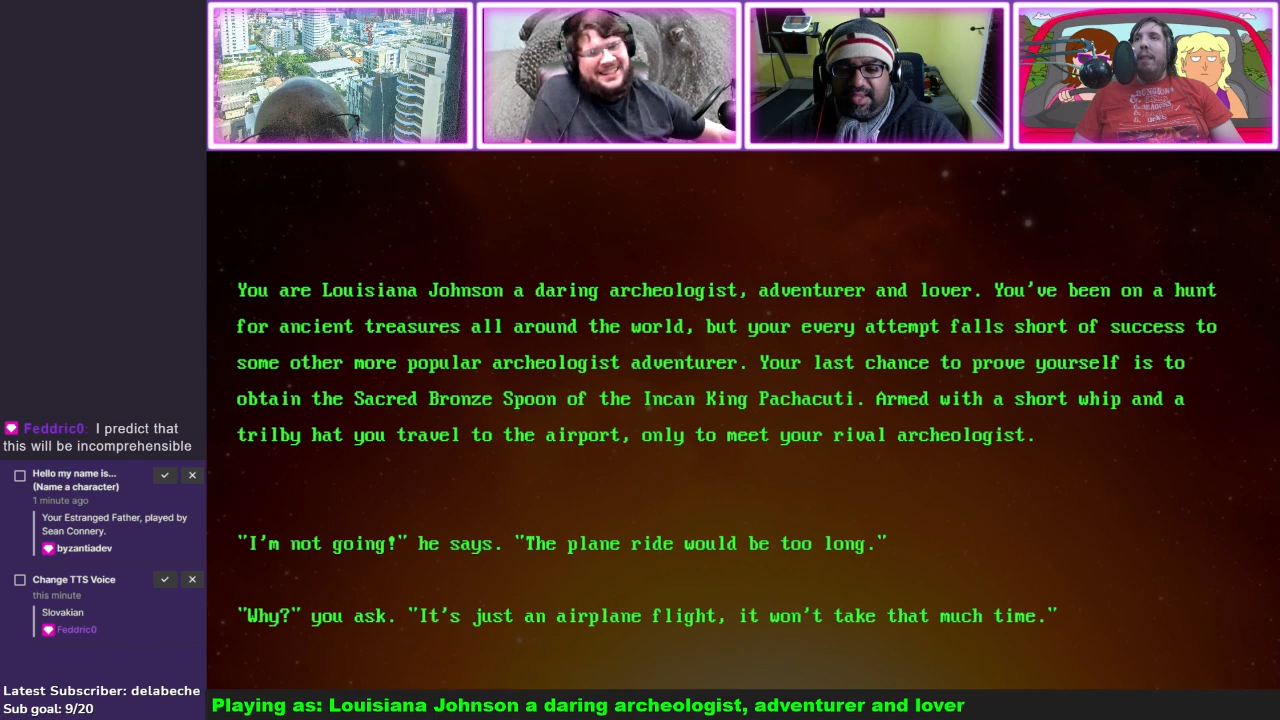 You are Louisiana Johnson a daring archeologist, adventurer and lover. You've been on a hunt
for ancient treasures all around the world, but your every attempt falls short of success to
some other more popular archeologist adventurer. Your last chance to prove yourself is to
obtain the Sacred Bronze Spoon of the Incan King Pachacuti. Armed with a short whip and a
trilby hat you travel to the airport, only to meet your rival archeologist.
"I'm not going!" he says. "The plane ride would be too long."
"Why?" you ask. "It's just an airplane flight, it won't take that much time."
Feddric0: I predict that
this will be incomprehensible
Hello my name is...
(Name a character)
1 minute ago
Your Estranged Father, played by
Sean Connery.
byzantiadev
Change TTS Voice
this minute
Slovakian
Feddric0
Latest Subscriber: delabeche
Sub goal: 9/20
Playing as: Louisiana Johnson a daring archeologist, adventurer and lover